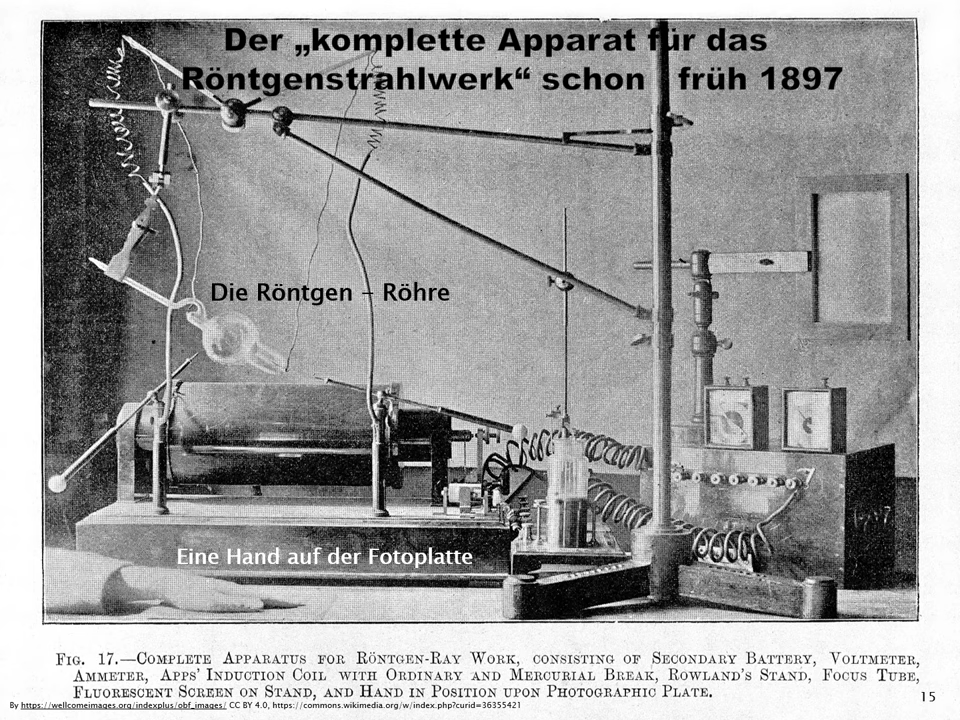 Der „komplette Apparat für das
Röntgenstrahlwerk“ schon früh 1897
Die Röntgen – Röhre
Eine Hand auf der Fotoplatte
FIG. 17.—COMPLETE APPARATUS FOR RÖNTGEN-RAY WORK, CONSISTING OF SECONDARY BATTERY, VOLTMETER,
AMMETER, APPS' INDUCTION COIL WITH ORDINARY AND MERCURIAL BREAK, ROWLAND'S STAND, FOCUS TUBE,
FLUORESCENT SCREEN ON STAND, AND HAND IN POSITION UPON PHOTOGRAPHIC PLATE.
15
By https://wellcomeimages.org/indexplus/obf_images/ CC BY 4.0, https://commons.wikimedia.org/w/index.php?curid=36355421